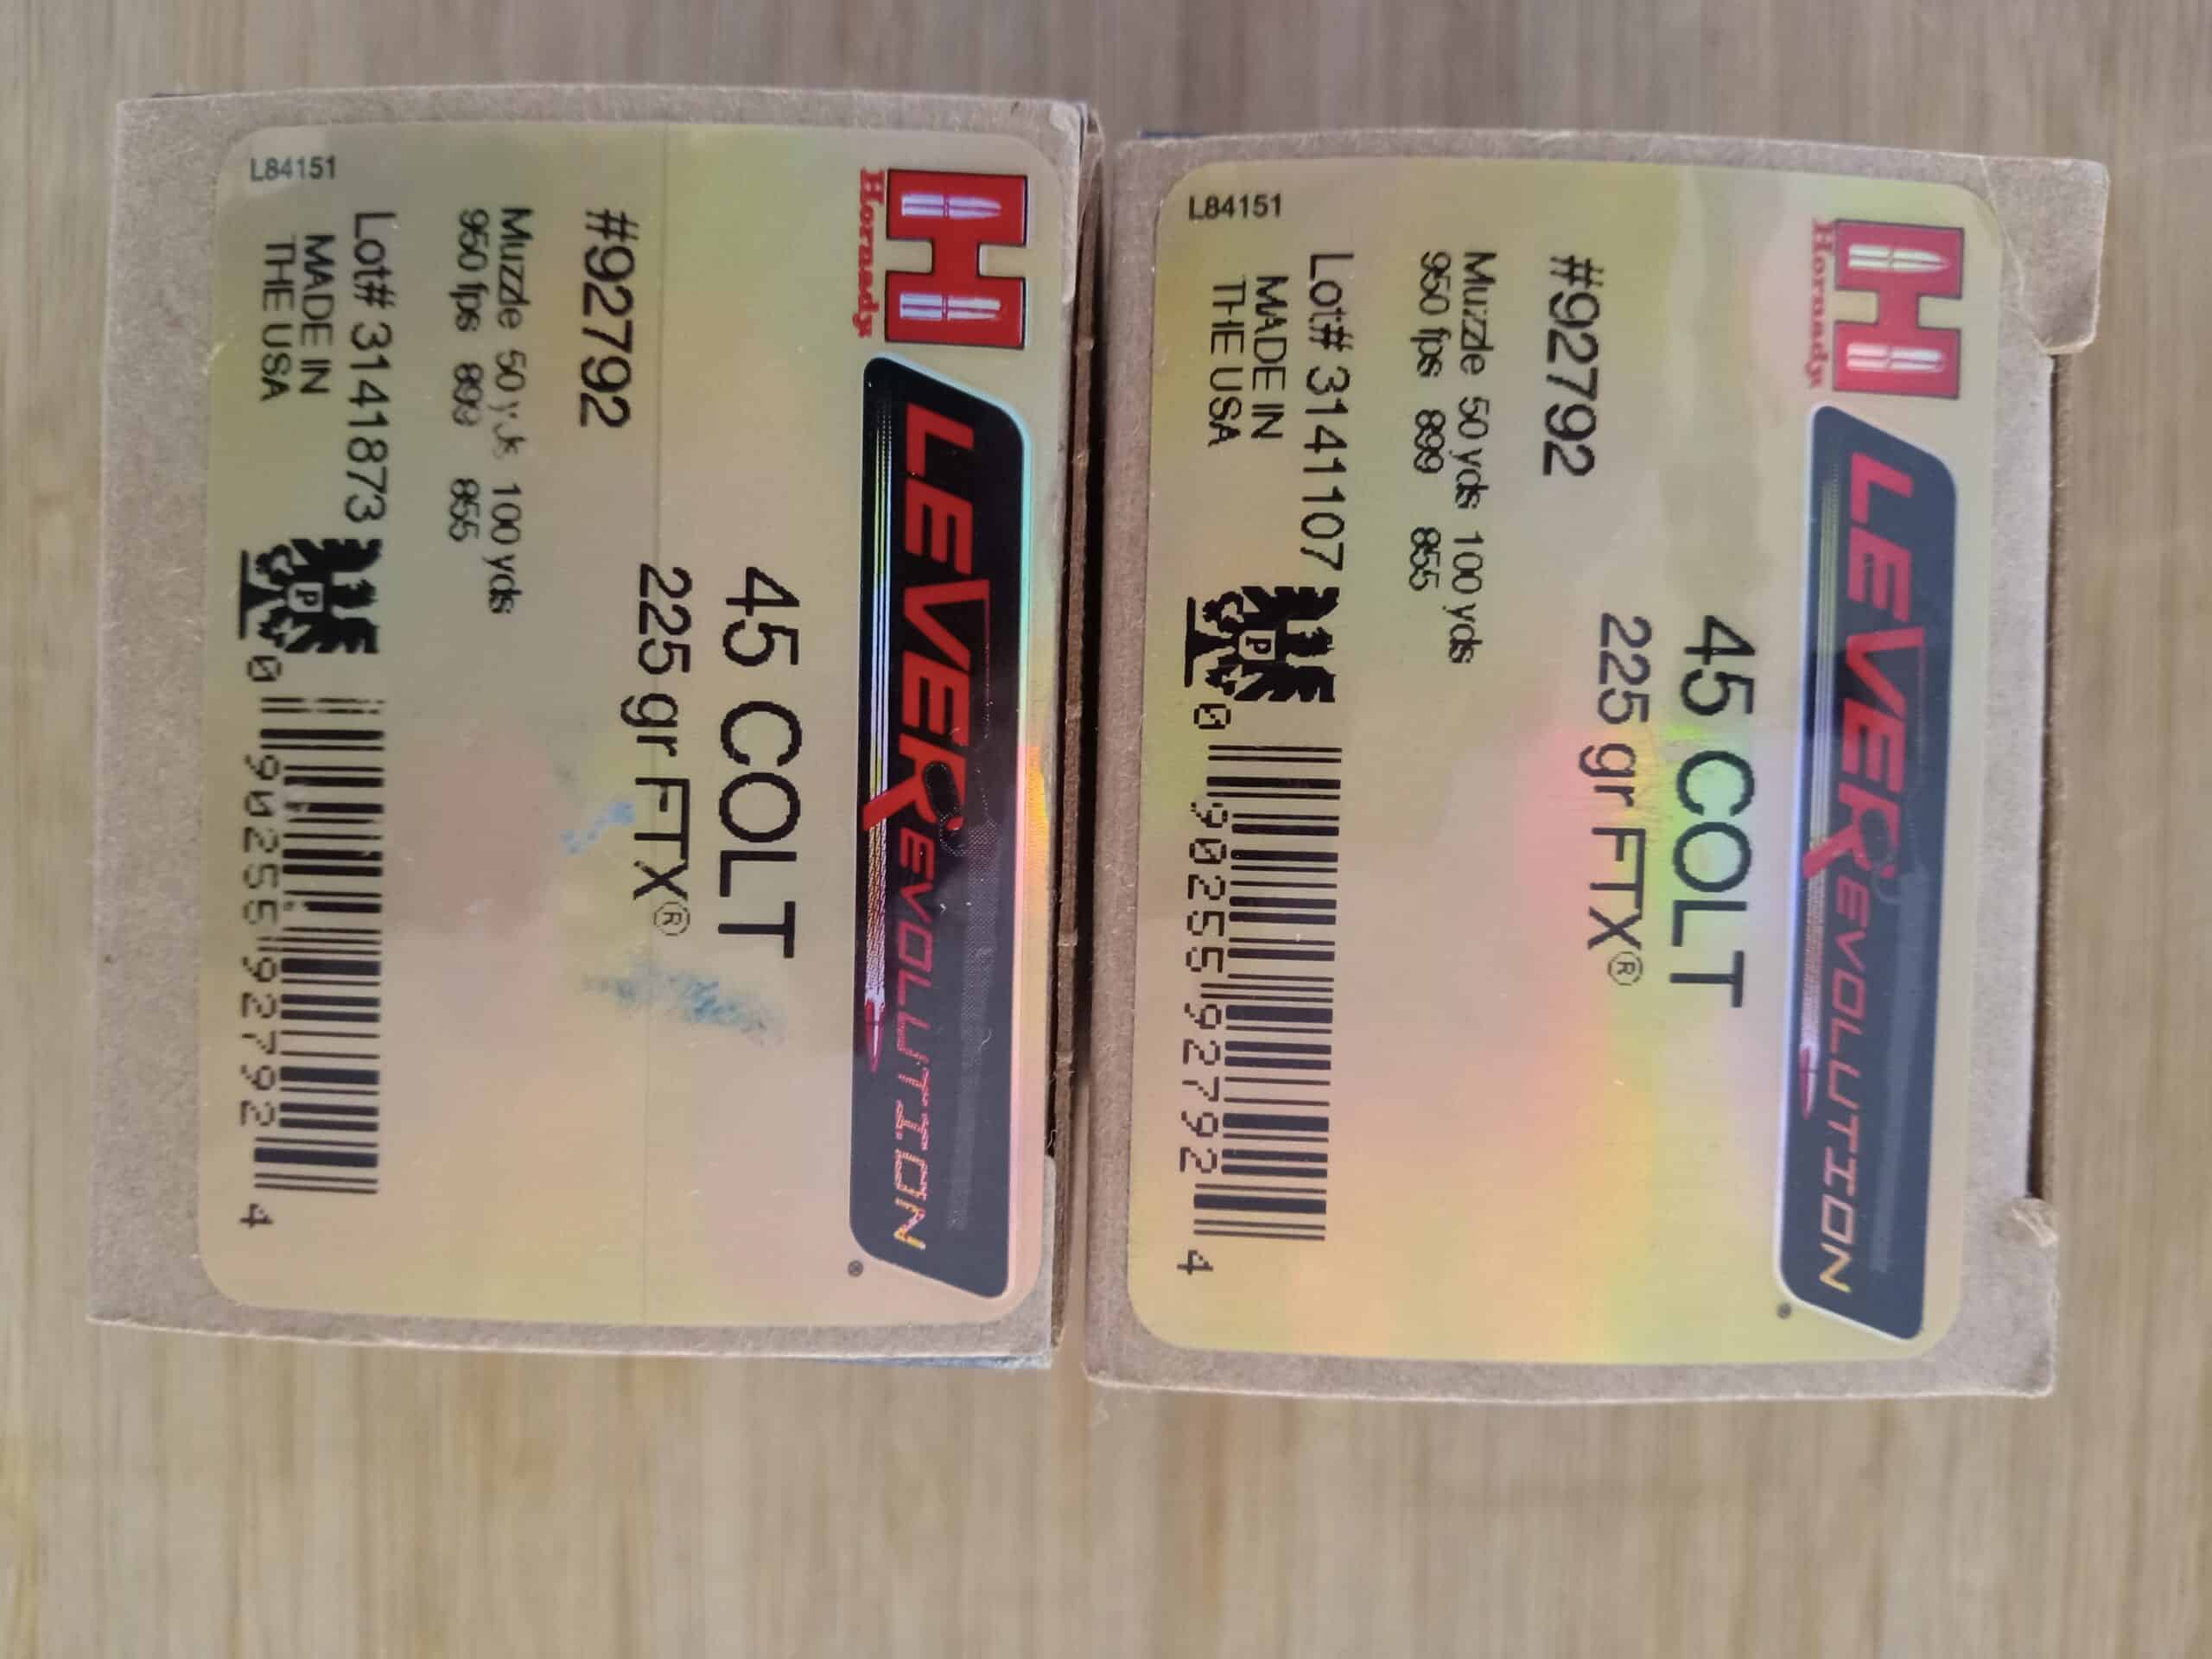 Hornady
LEVEREVOLUTION®
45 COLT
225 gr FTX®
#92792
Muzzle 50 yds 100 yds
950 fps 899 855
Lot# 3141107
MADE IN
THE USA
L84151
P
0 90255 92792 4
Hornady
LEVEREVOLUTION®
45 COLT
225 gr FTX®
#92792
Muzzle 50 yds 100 yds
950 fps 899 855
Lot# 3141873
MADE IN
THE USA
L84151
P
0 90255 92792 4